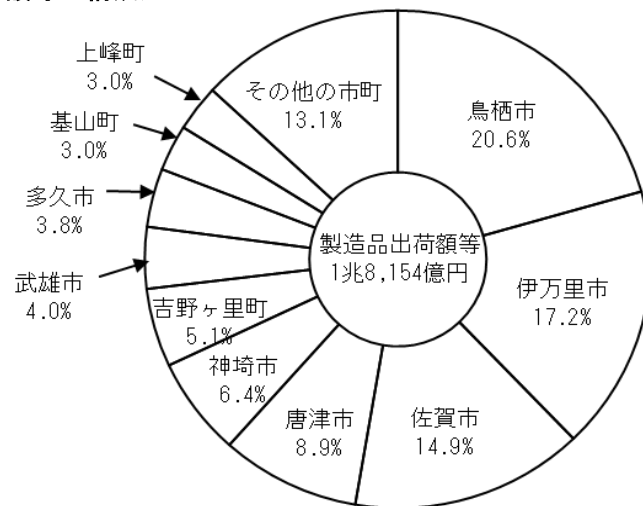 製造品出荷額等
1兆8,154億円
鳥栖市
20.6%
伊万里市
17.2%
佐賀市
14.9%
唐津市
8.9%
神埼市
6.4%
吉野ヶ里町
5.1%
武雄市
4.0%
多久市
3.8%
基山町
3.0%
上峰町
3.0%
その他の市町
13.1%